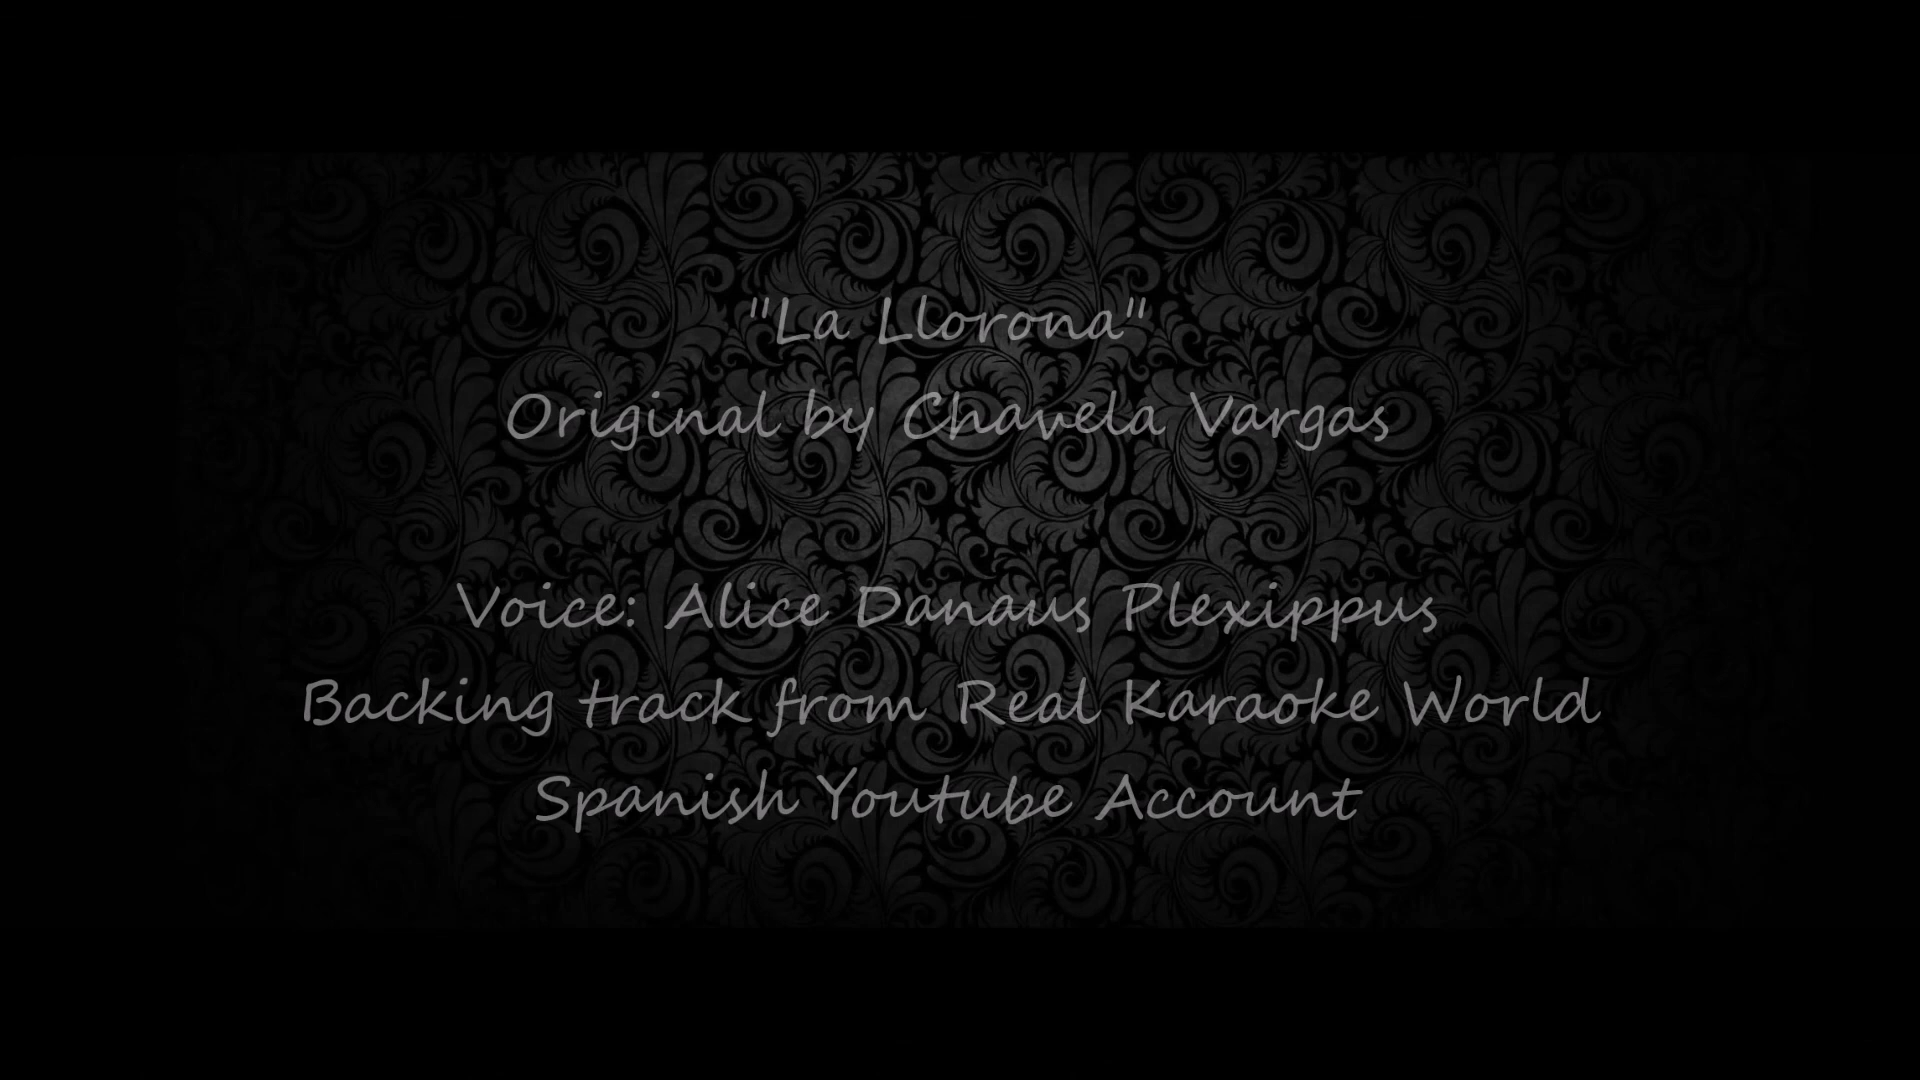 "La Llorona"
Original by Chavela Vargas
Voice: Alice Danaus Plexippus
Backing track from Real Karaoke World
Spanish Youtube Account